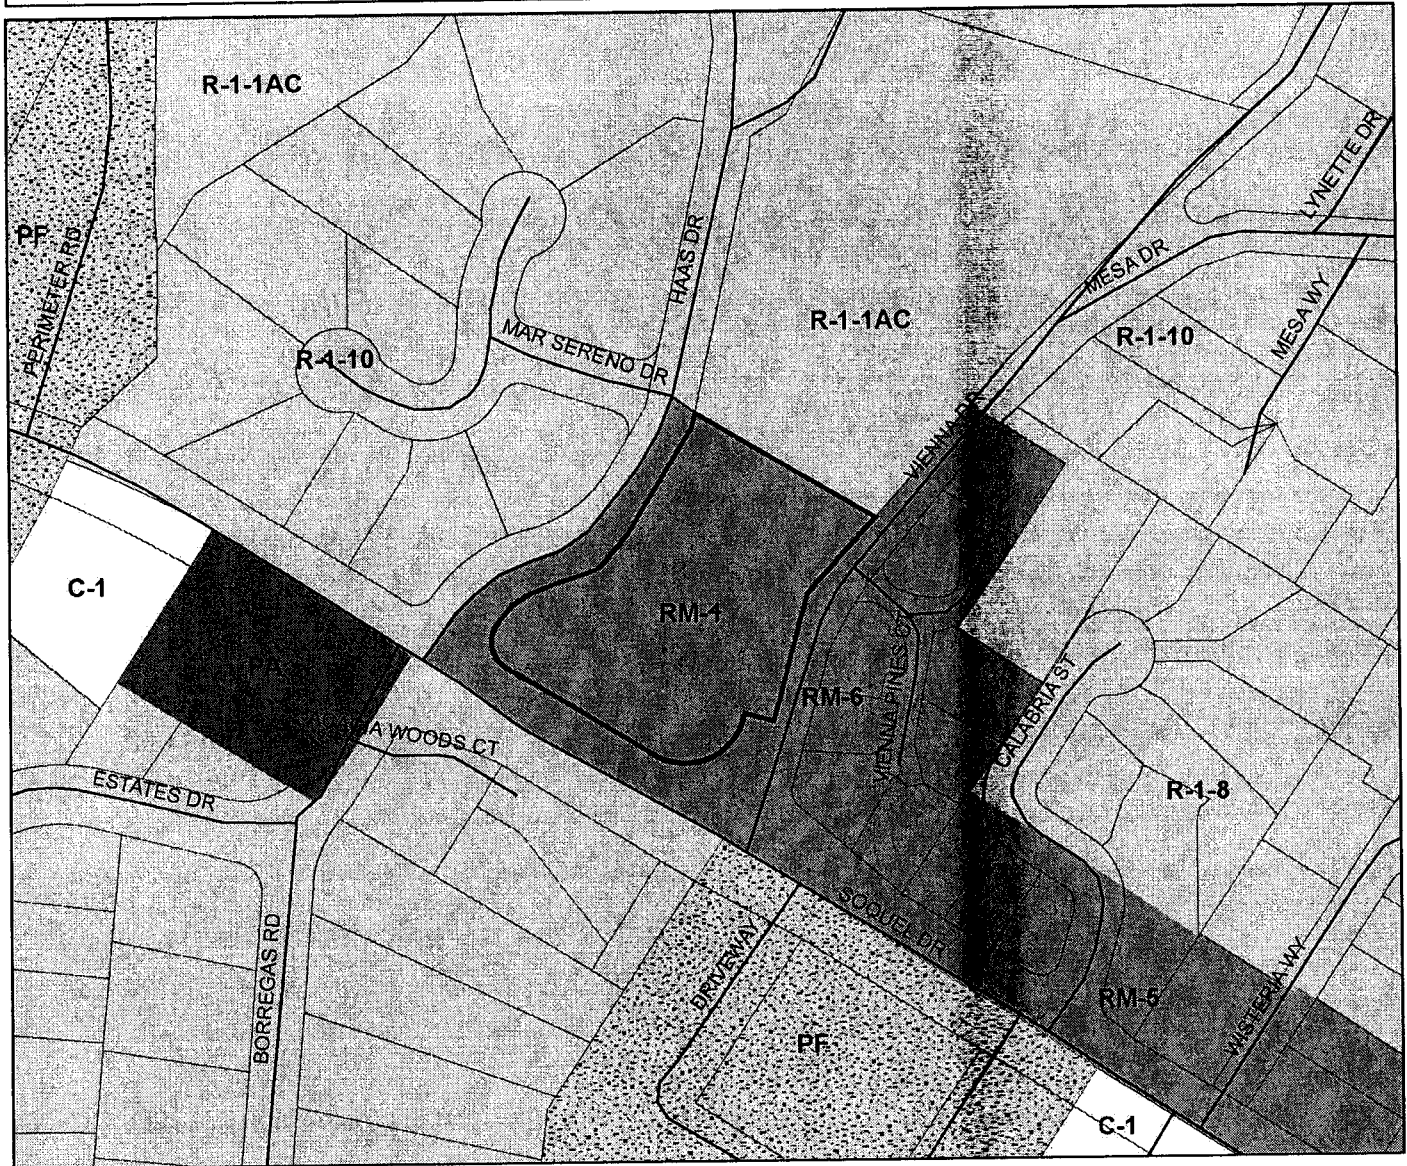 R-1-1AC
LYNETTE DR
PF
PRIMETER RD
HAAS DR
MESA DR
R-1-1AC
R-1-10
MESA WY
MAR SERENO DR
R-1-10
VIENNA DR
C-1
RM-4
PA
RM-6
VIENNA PINES CT
CALABRIA ST
WOODS CT
ESTATES DR
R-1-8
SOQUEL DR
BORREGAS RD
DRIVEWAY
RM-5
WISTERIA WY
PF
C-1